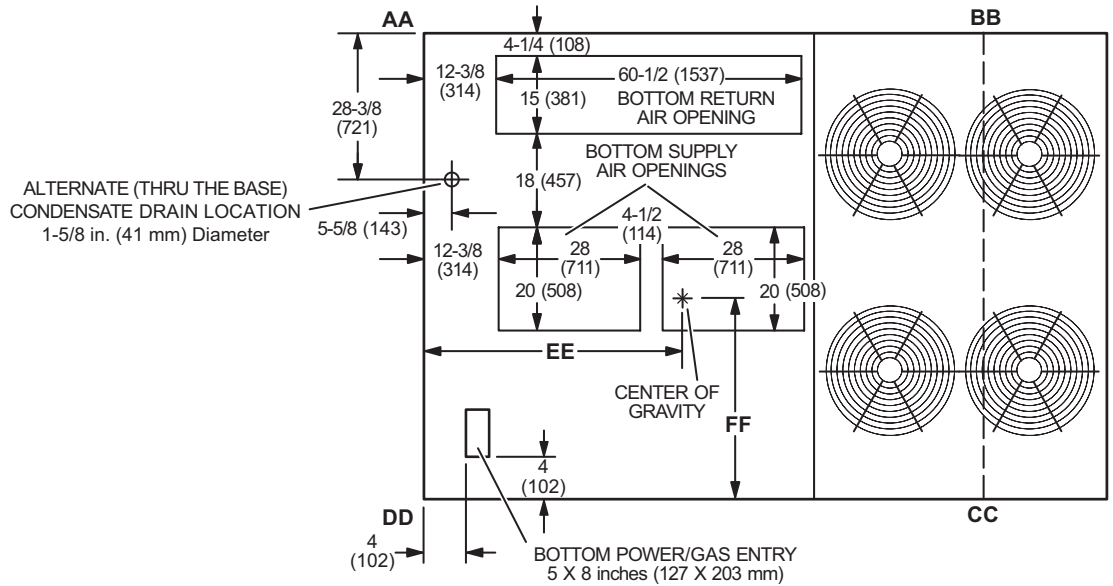 AA
BB
4-1/4 (108)
12-3/8
(314)
60-1/2 (1537)
28-3/8
(721)
15 (381)
BOTTOM RETURN
AIR OPENING
BOTTOM SUPPLY
AIR OPENINGS
18 (457)
ALTERNATE (THRU THE BASE)
CONDENSATE DRAIN LOCATION
1-5/8 in. (41 mm) Diameter
5-5/8 (143)
4-1/2
(114)
12-3/8
(314)
28
(711)
28
(711)
20 (508)
20 (508)
EE
CENTER OF
GRAVITY
FF
4
(102)
DD
CC
4
(102)
BOTTOM POWER/GAS ENTRY
5 X 8 inches (127 X 203 mm)